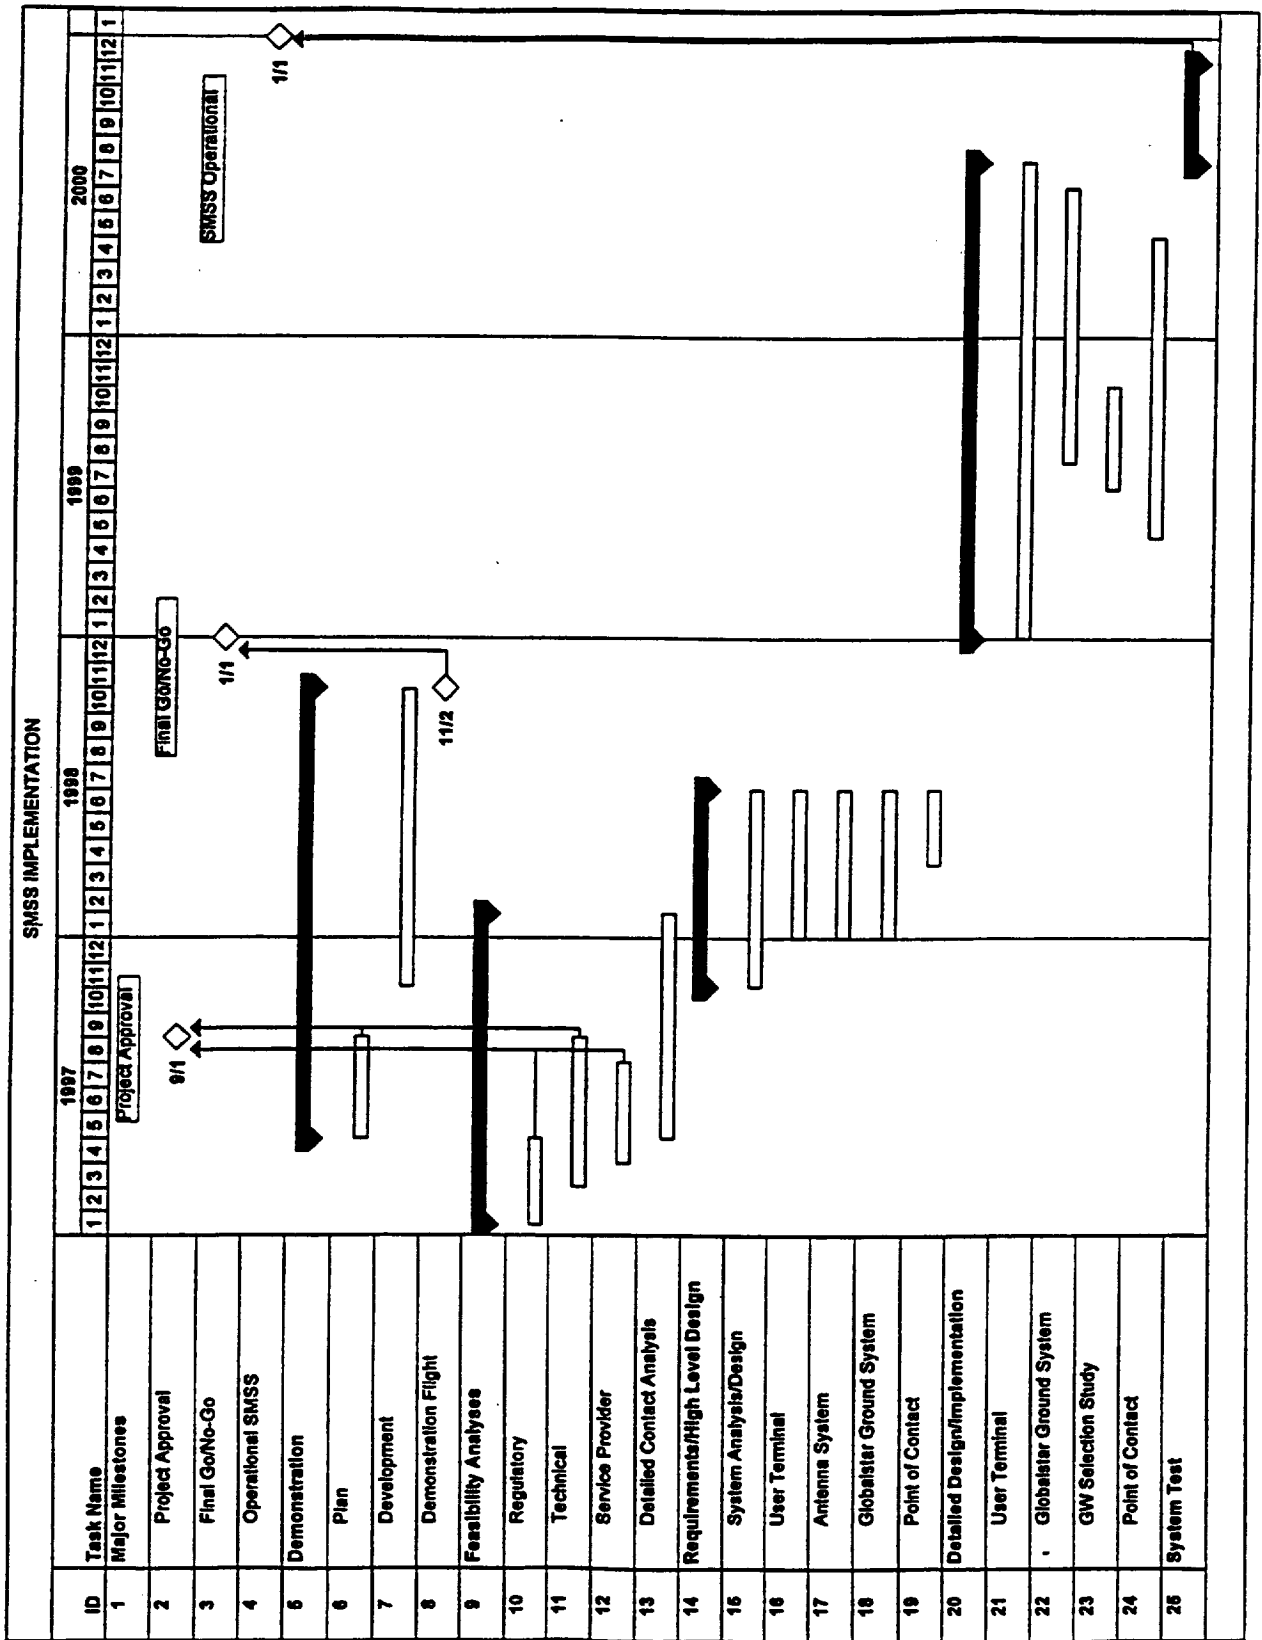 SMSS IMPLEMENTATION
1997 1998 1999 2000
ID Task Name 1 2 3 4 5 6 7 8 9 10 11 12 1 2 3 4 5 6 7 8 9 10 11 12 1 2 3 4 5 6 7 8 9 10 11 12 1 2 3 4 5 6 7 8 9 10 11 12 1
1 Major Milestones
Project Approval
2 Project Approval
9/1
Final Go/No-Go
3 Final Go/No-Go
1/1
SMSS Operational
4 Operational SMSS
1/1
5 Demonstration
6 Plan
7 Development
8 Demonstration Flight
11/2
9 Feasibility Analyses
10 Regulatory
11 Technical
12 Service Provider
13 Detailed Contact Analysis
14 Requirements/High Level Design
15 System Analysis/Design
16 User Terminal
17 Antenna System
18 Globalstar Ground System
19 Point of Contact
20 Detailed Design/Implementation
21 User Terminal
22 Globalstar Ground System
23 GW Selection Study
24 Point of Contact
25 System Test